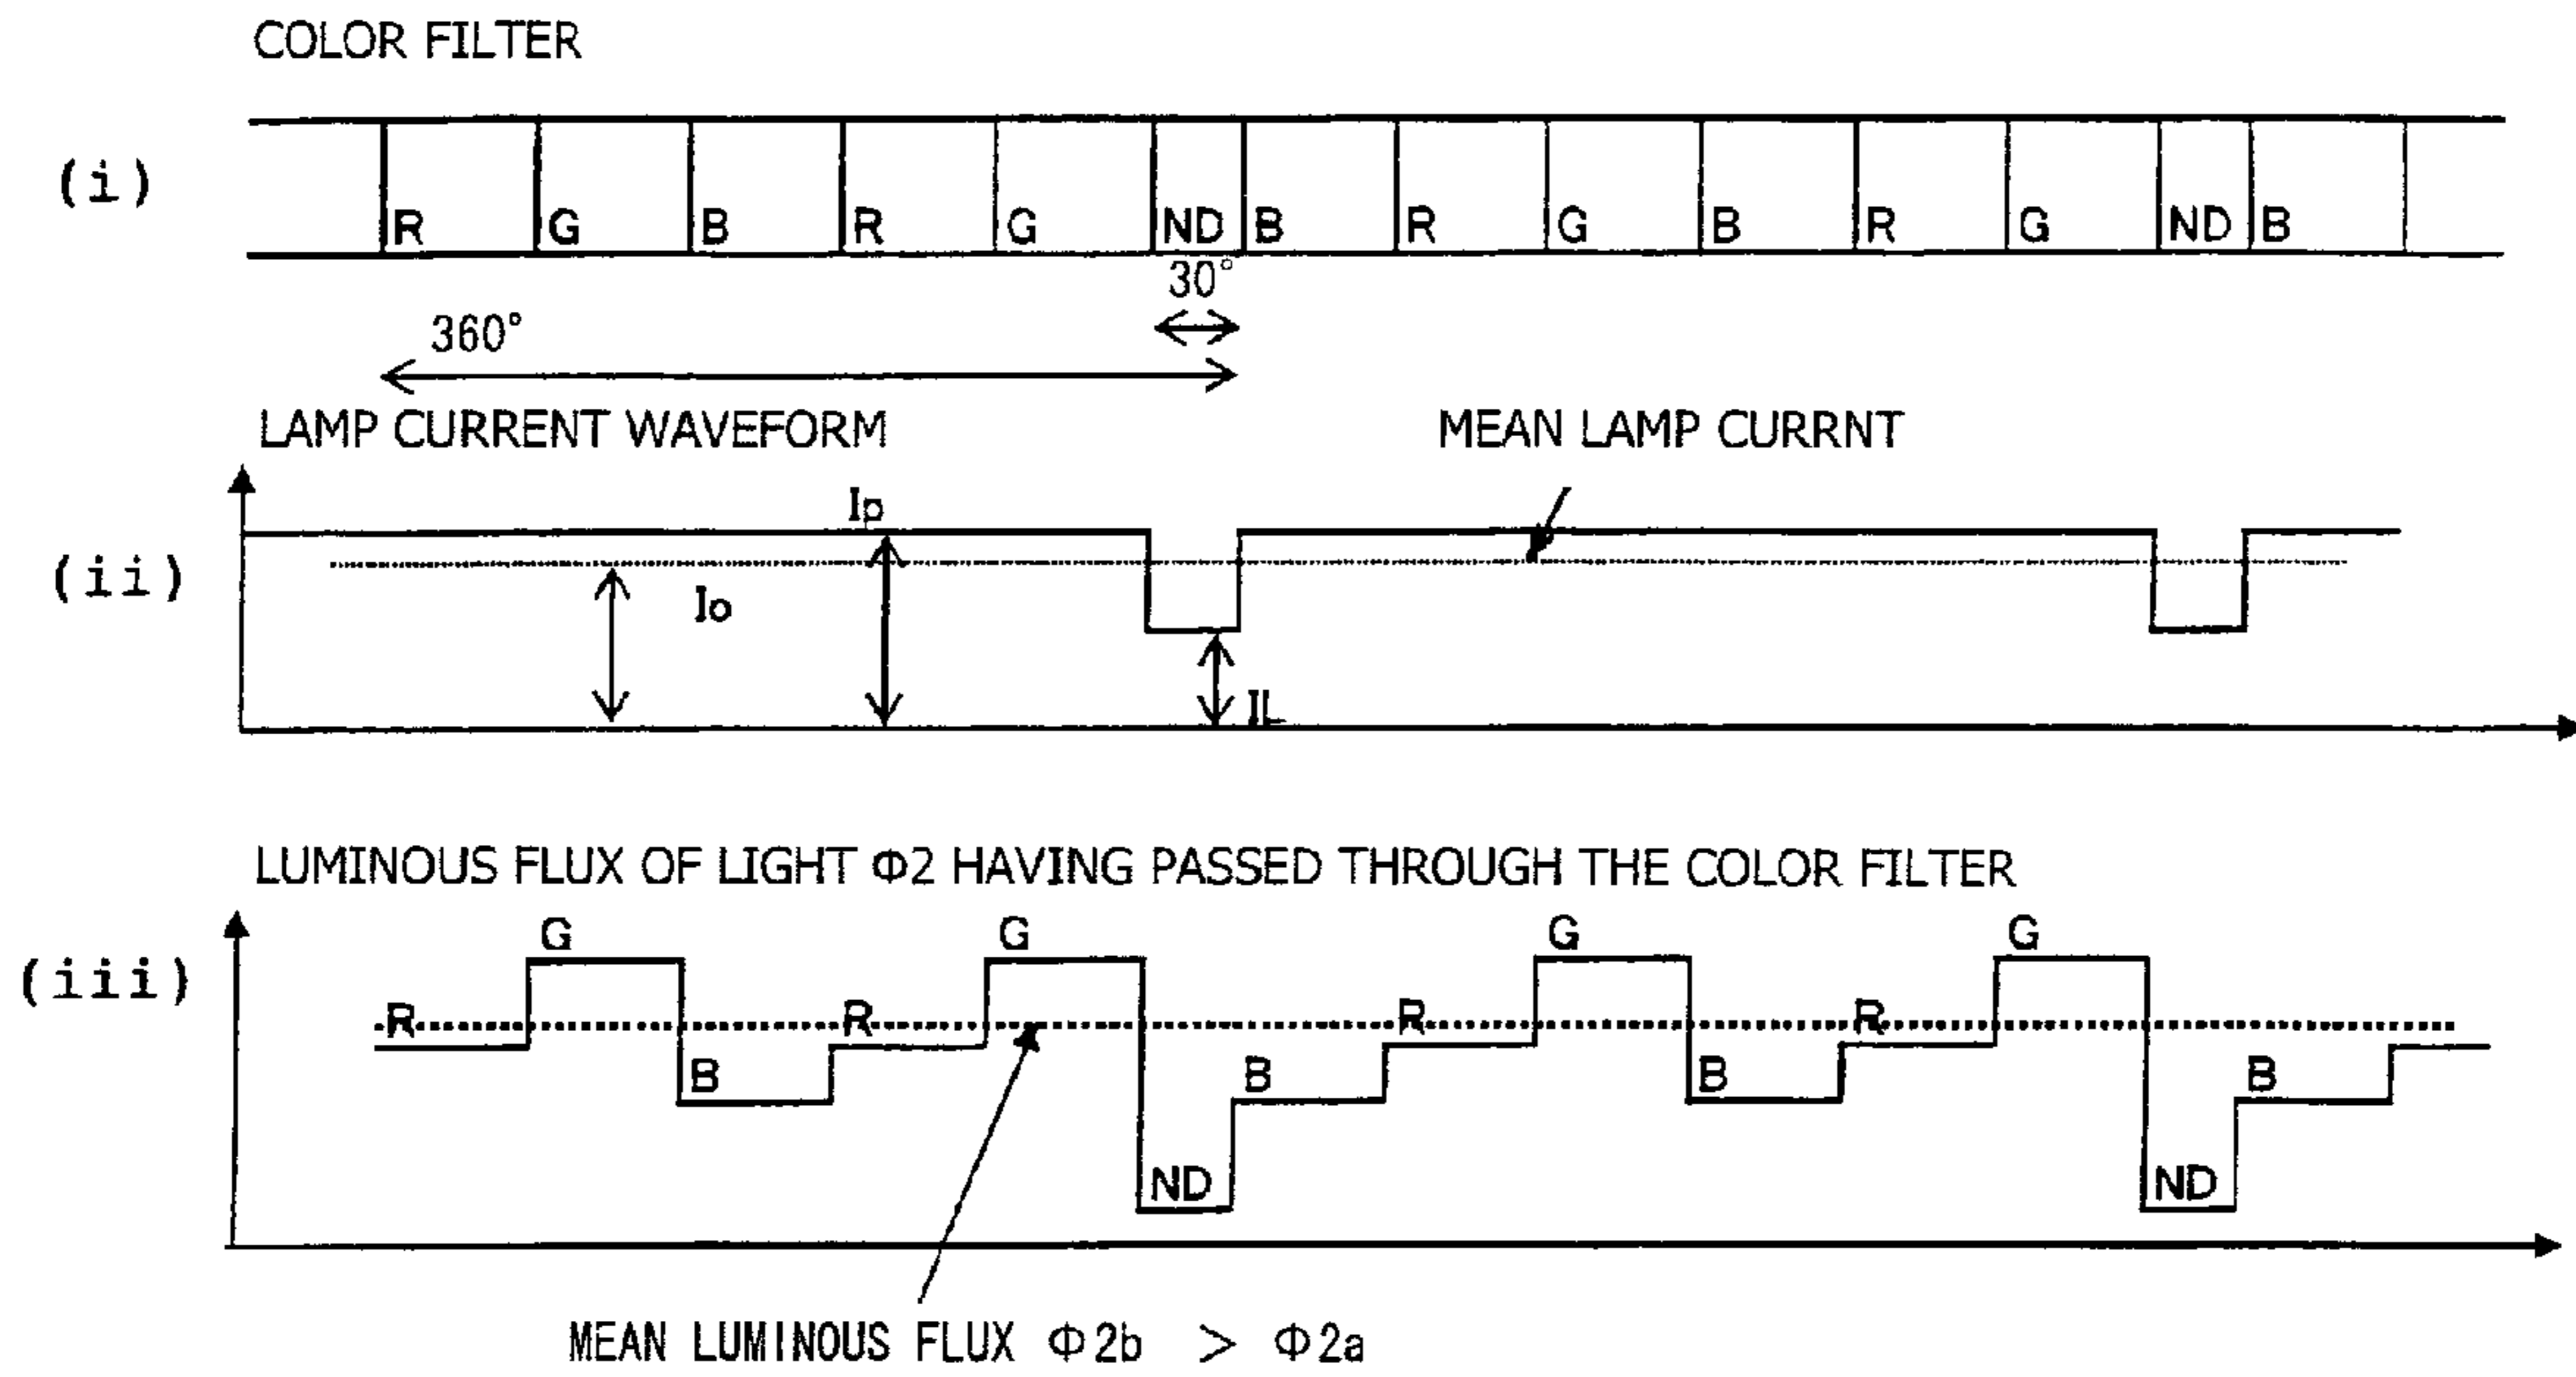 COLOR FILTER
(i)
R G B R G ND B R G B R G ND B
30°
360°
LAMP CURRENT WAVEFORM
MEAN LAMP CURRNT
(ii)
Ip
Io
IL
LUMINOUS FLUX OF LIGHT Φ2 HAVING PASSED THROUGH THE COLOR FILTER
(iii)
G G G G
R R R R
B B B B
ND ND
MEAN LUMINOUS FLUX Φ2b > Φ2a